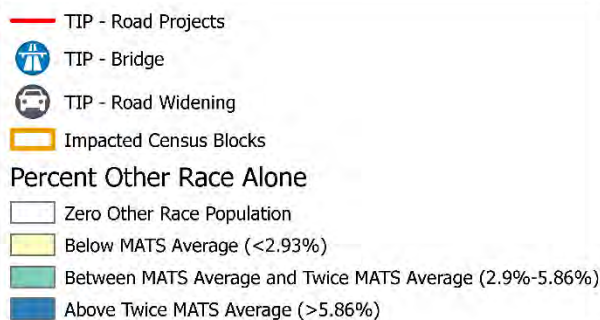 TIP - Road Projects
TIP - Bridge
TIP - Road Widening
Impacted Census Blocks
Percent Other Race Alone
Zero Other Race Population
Below MATS Average (<2.93%)
Between MATS Average and Twice MATS Average (2.9%-5.86%)
Above Twice MATS Average (>5.86%)